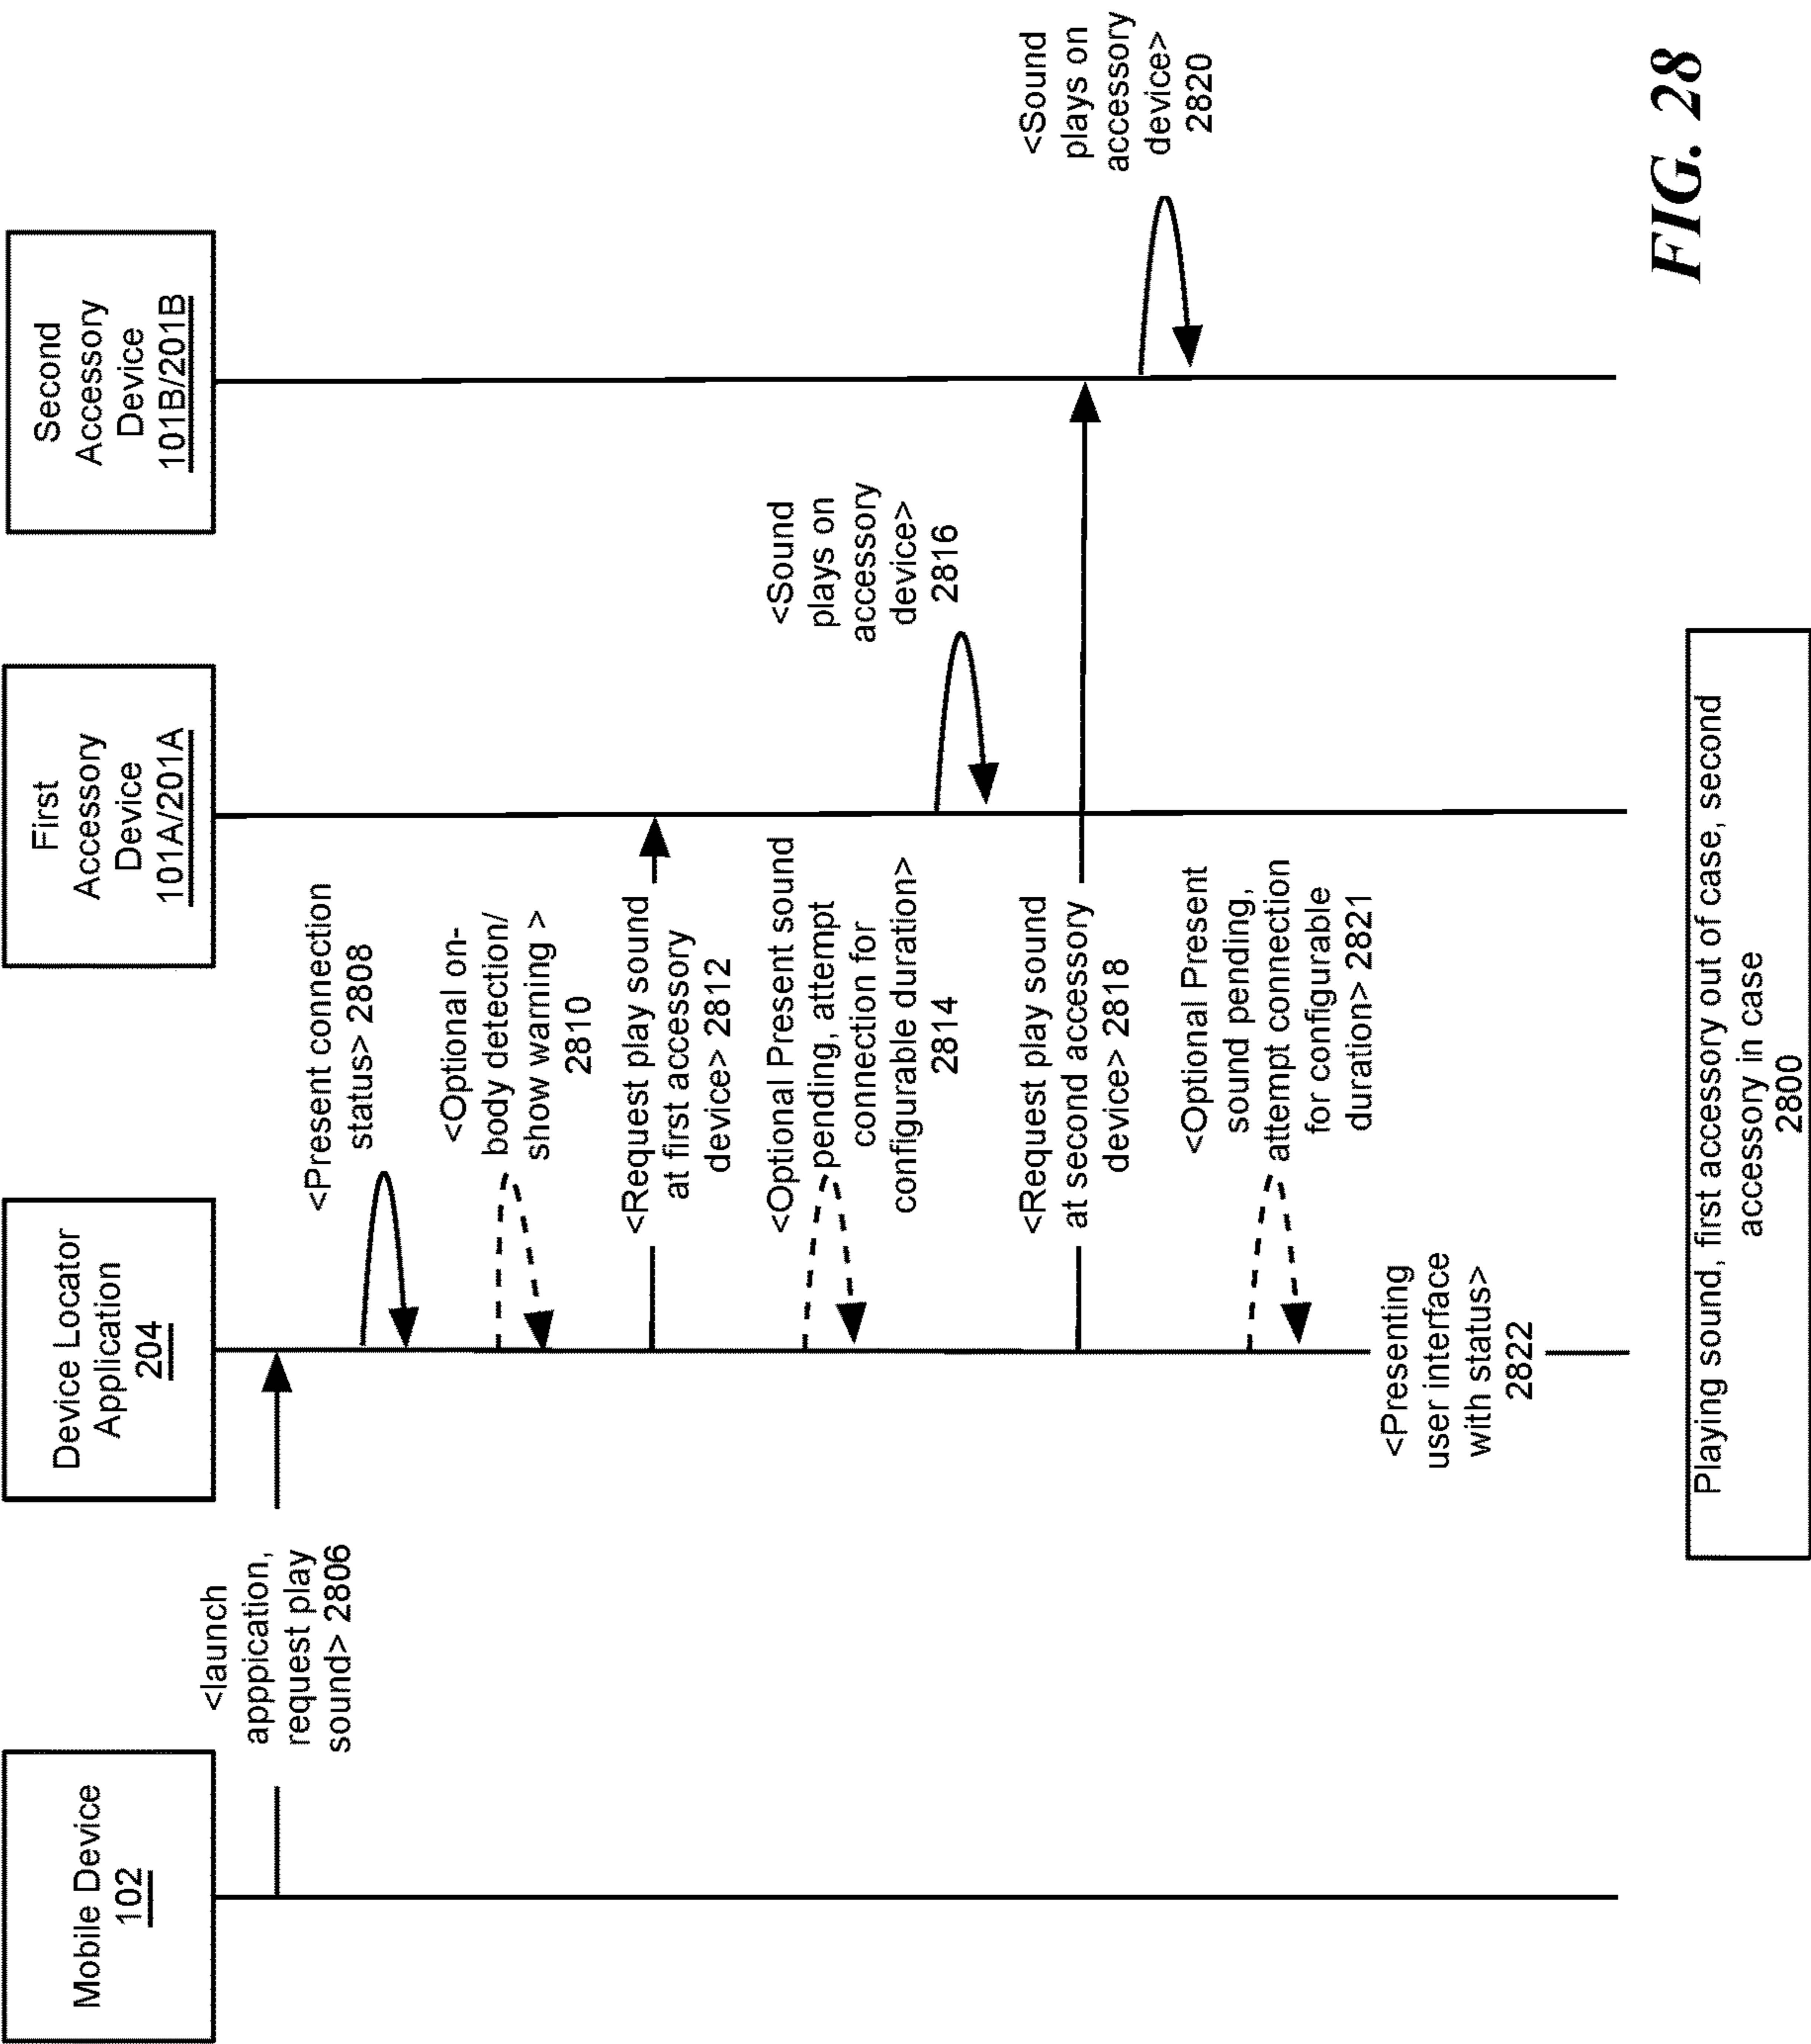 Mobile Device
102
Device Locator
Application
204
First
Accessory
Device
101A/201A
Second
Accessory
Device
101B/201B
<launch
appication,
request play
sound> 2806
<Present connection
status> 2808
<Optional on-
body detection/
show warning >
2810
<Request play sound
at first accessory
device> 2812
<Optional Present sound
pending, attempt
connection for
configurable duration>
2814
<Sound
plays on
accessory
device>
2816
<Request play sound
at second accessory
device> 2818
<Sound
plays on
accessory
device>
2820
<Optional Present
sound pending,
attempt connection
for configurable
duration> 2821
<Presenting
user interface
with status>
2822
Playing sound, first accessory out of case, second
accessory in case
2800
FIG. 28